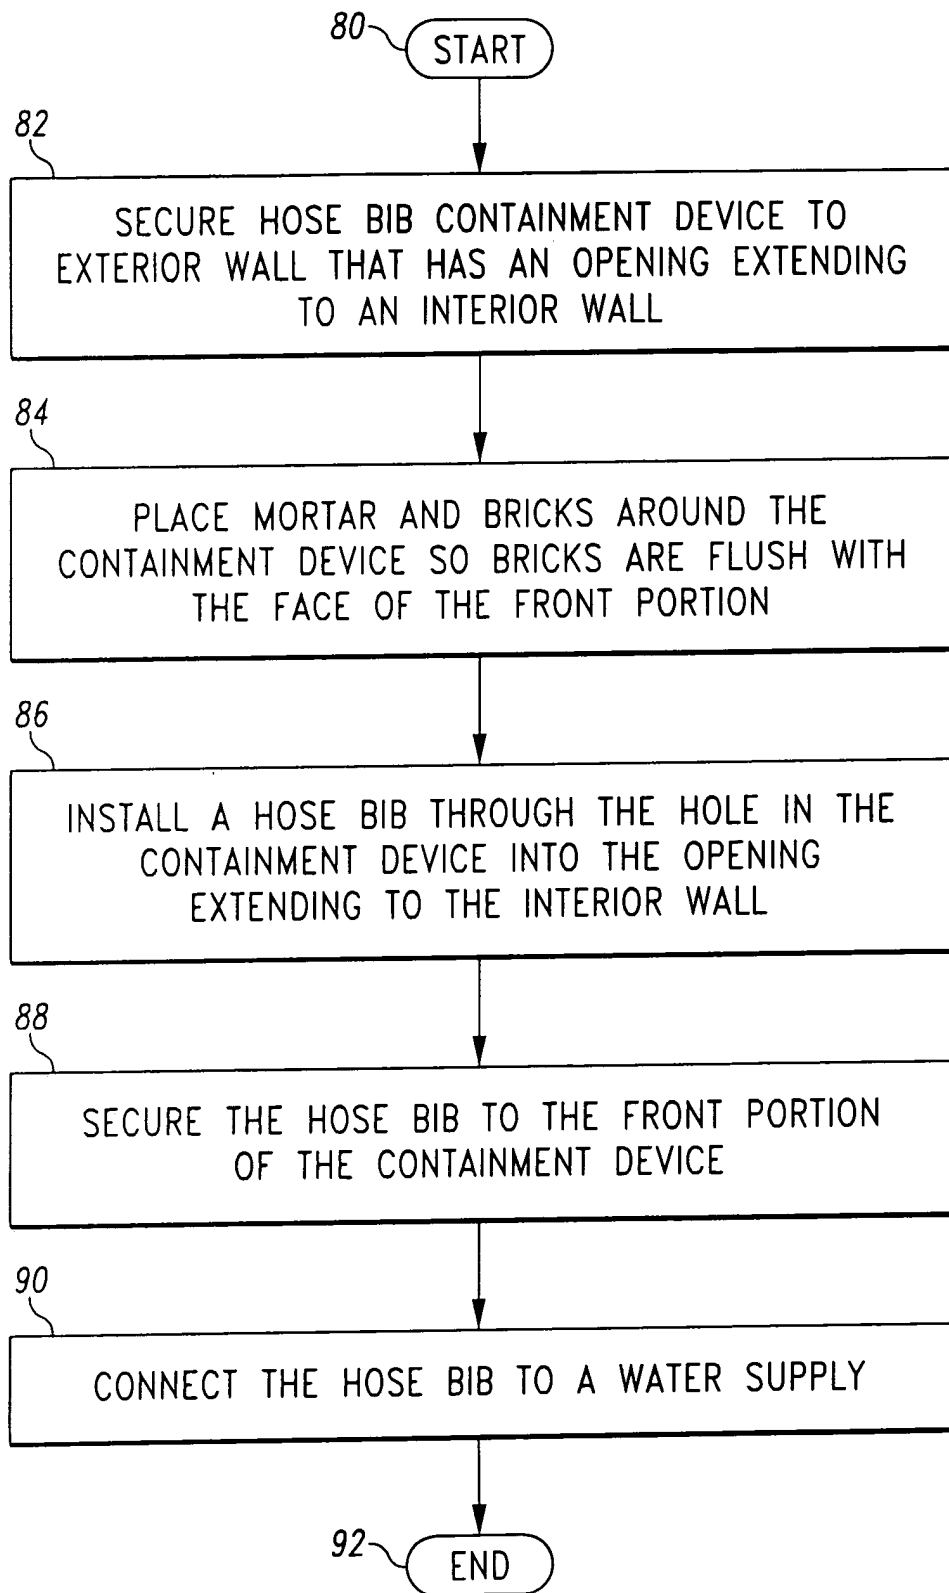 80
START
82
SECURE HOSE BIB CONTAINMENT DEVICE TO
EXTERIOR WALL THAT HAS AN OPENING EXTENDING
TO AN INTERIOR WALL
84
PLACE MORTAR AND BRICKS AROUND THE
CONTAINMENT DEVICE SO BRICKS ARE FLUSH WITH
THE FACE OF THE FRONT PORTION
86
INSTALL A HOSE BIB THROUGH THE HOLE IN THE
CONTAINMENT DEVICE INTO THE OPENING
EXTENDING TO THE INTERIOR WALL
88
SECURE THE HOSE BIB TO THE FRONT PORTION
OF THE CONTAINMENT DEVICE
90
CONNECT THE HOSE BIB TO A WATER SUPPLY
92
END